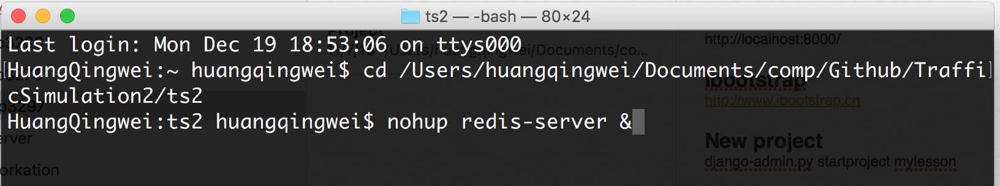 ts2 — -bash — 80×24
Project
http://localhost:8000/
Last login: Mon Dec 19 18:53:06 on ttys000
HuangQingwei:~ huangqingwei$ cd /Users/huangqingwei/Documents/comp/Github/Traffi
cSimulation2/ts2
ibootstrap
http://www.ibootstrap.cn
HuangQingwei:ts2 huangqingwei$ nohup redis-server &
New project
django-admin.py startproject mylesson